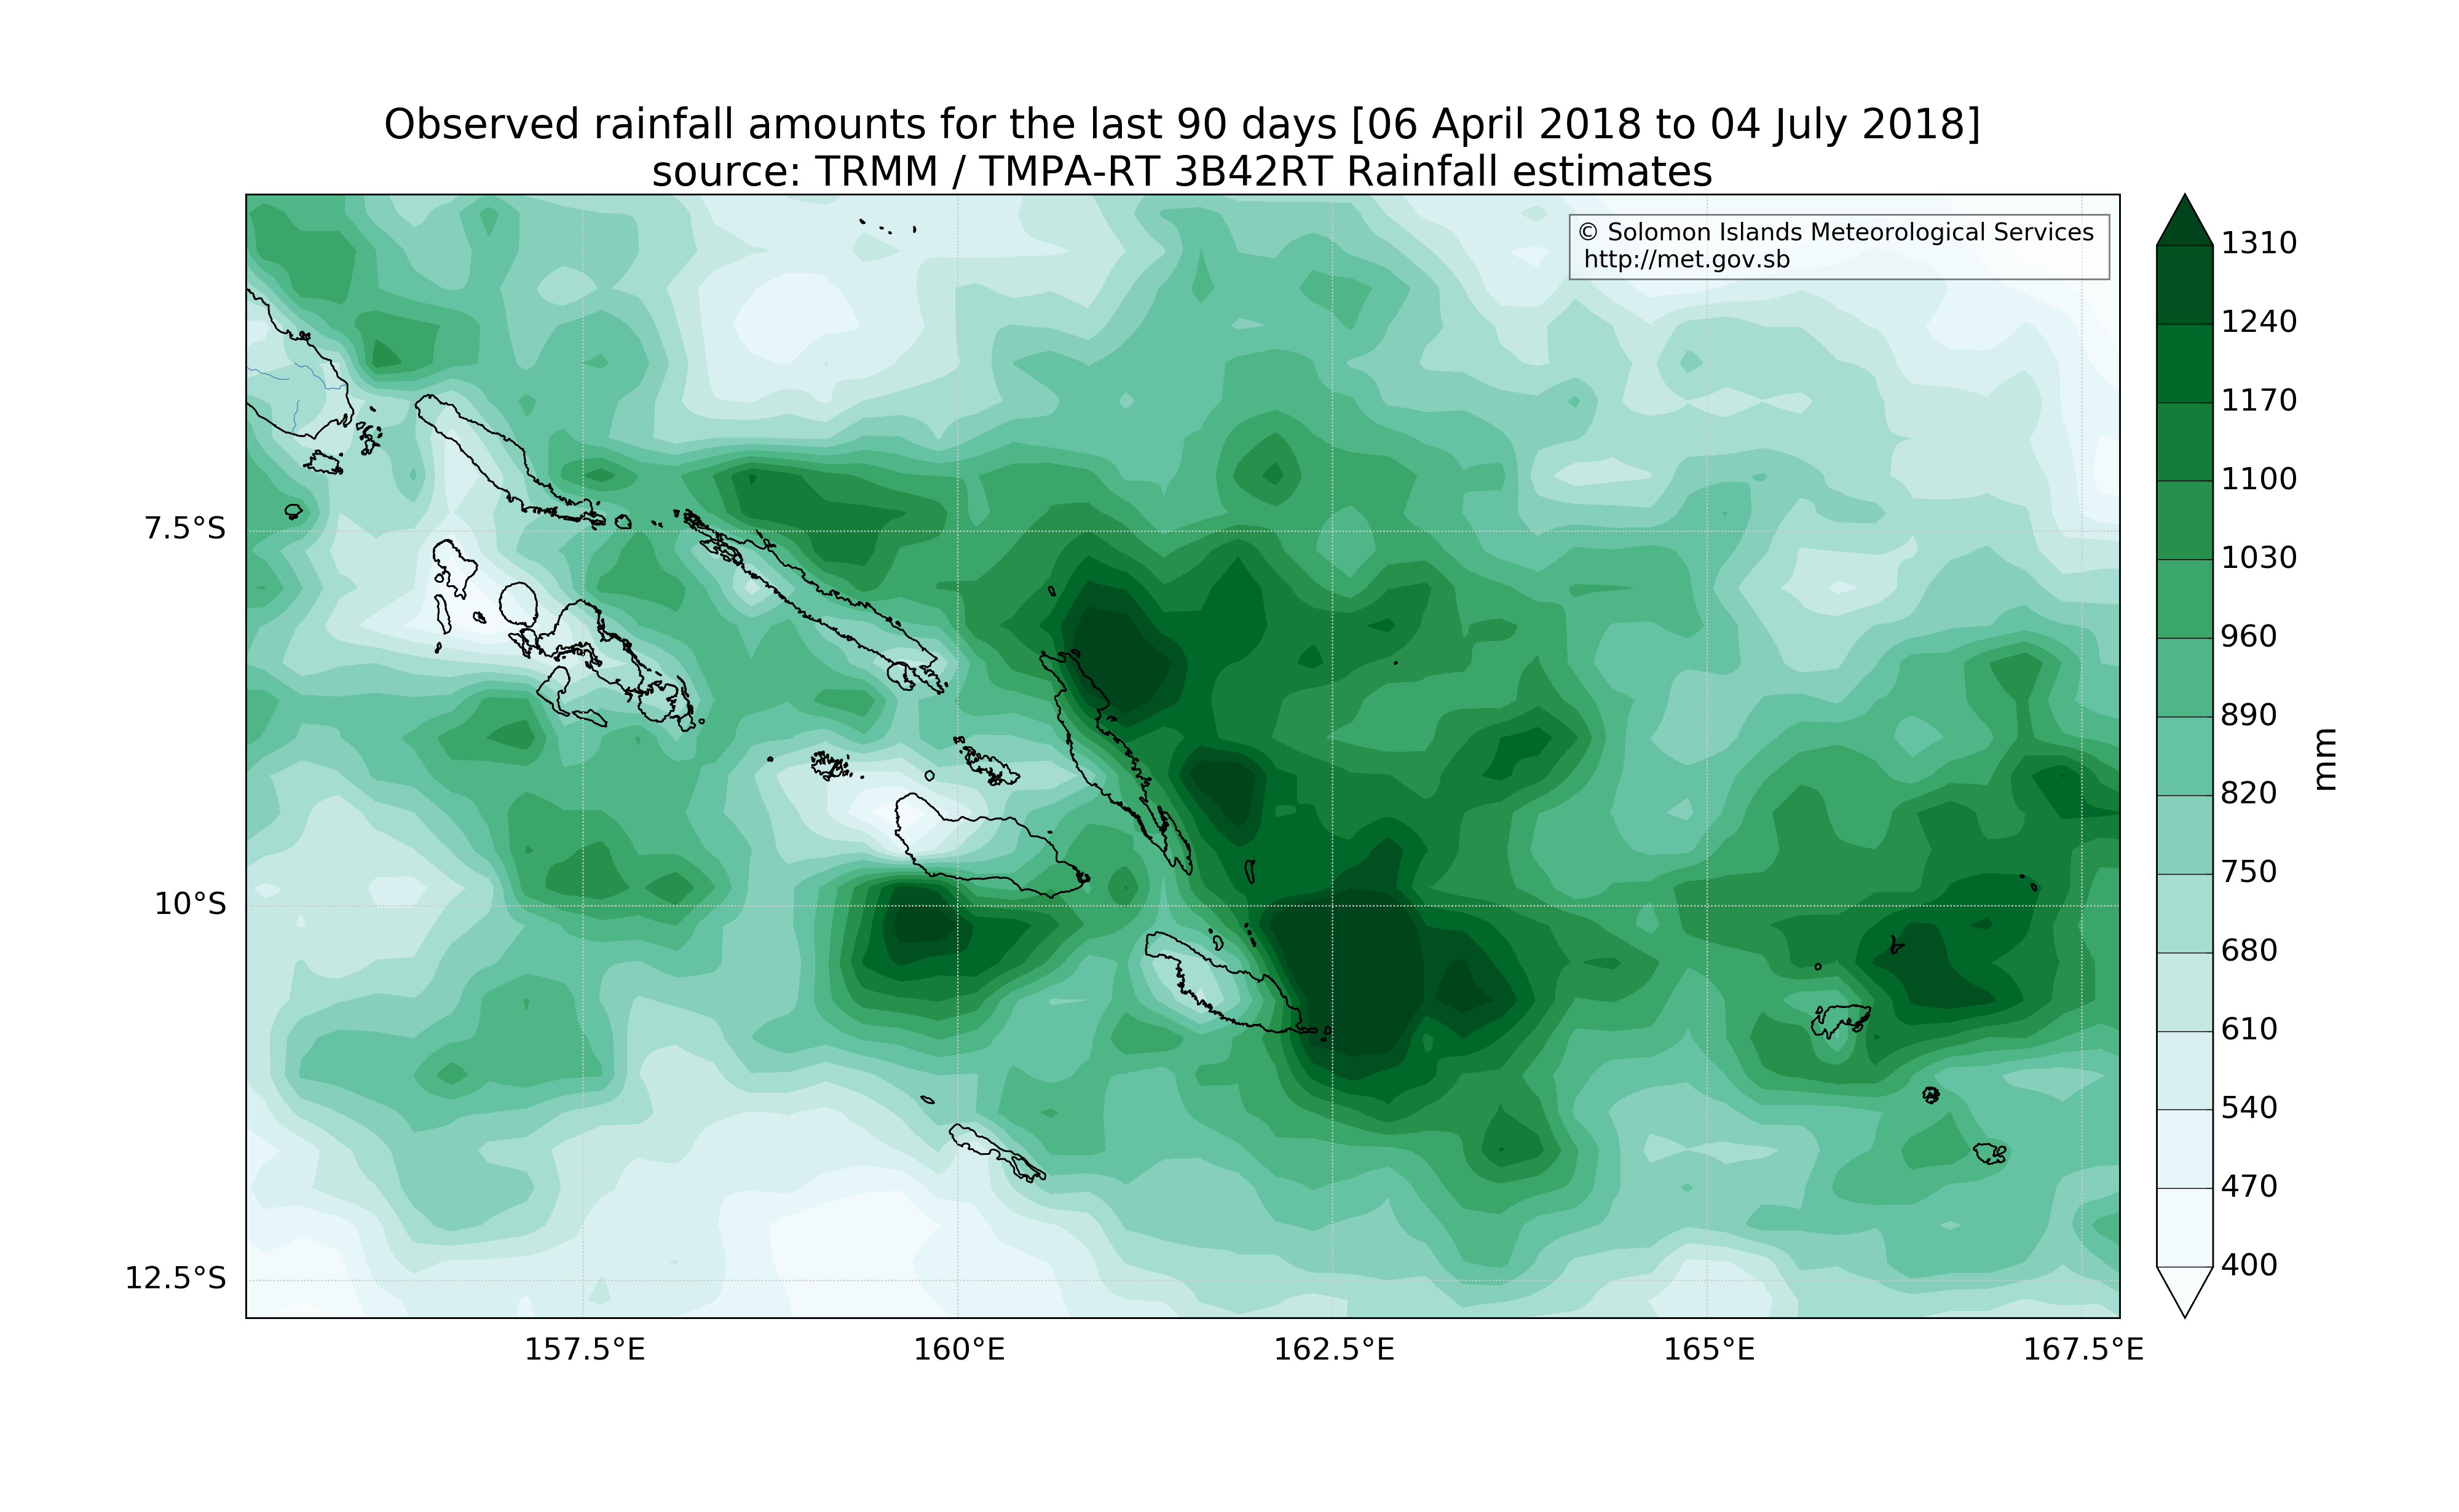 Observed rainfall amounts for the last 90 days [06 April 2018 to 04 July 2018]
source: TRMM / TMPA-RT 3B42RT Rainfall estimates
© Solomon Islands Meteorological Services
http://met.gov.sb
7.5°S
10°S
12.5°S
157.5°E
160°E
162.5°E
165°E
167.5°E
1310
1240
1170
1100
1030
960
890
820
750
680
610
540
470
400
mm